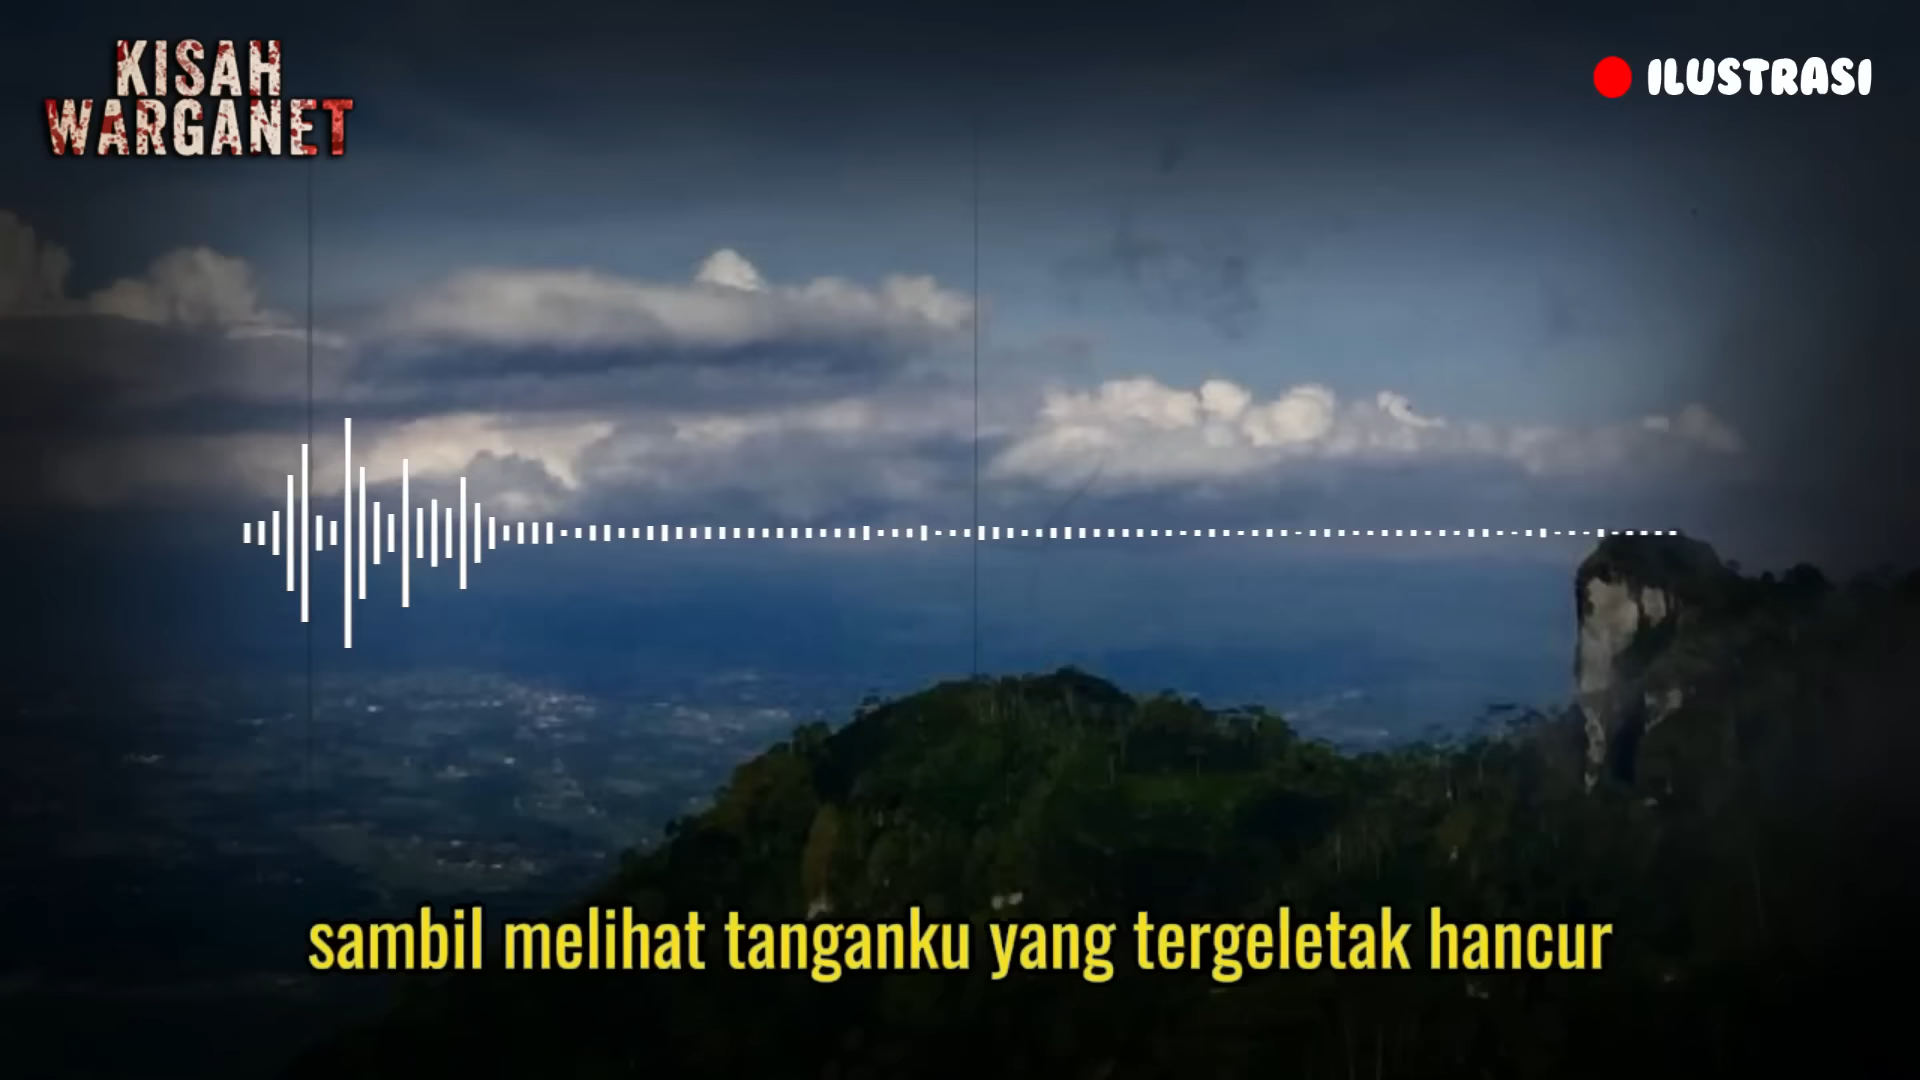 KISAH
WARGANET
ILUSTRASI
sambil melihat tanganku yang tergeletak hancur